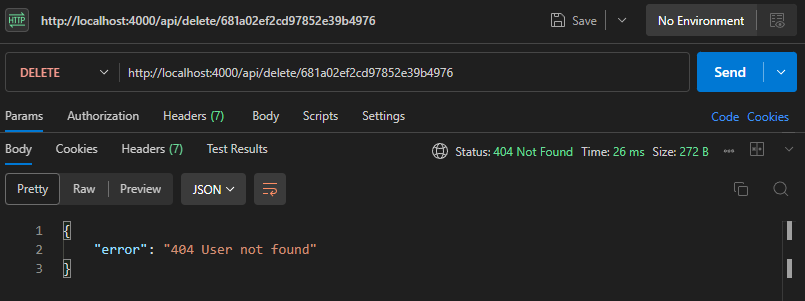 HTTP http://localhost:4000/api/delete/681a02ef2cd97852e39b4976 Save No Environment
DELETE http://localhost:4000/api/delete/681a02ef2cd97852e39b4976 Send
Params Authorization Headers (7) Body Scripts Settings Code Cookies
Body Cookies Headers (7) Test Results Status: 404 Not Found Time: 26 ms Size: 272 B
Pretty Raw Preview JSON
1 {
2 "error": "404 User not found"
3 }